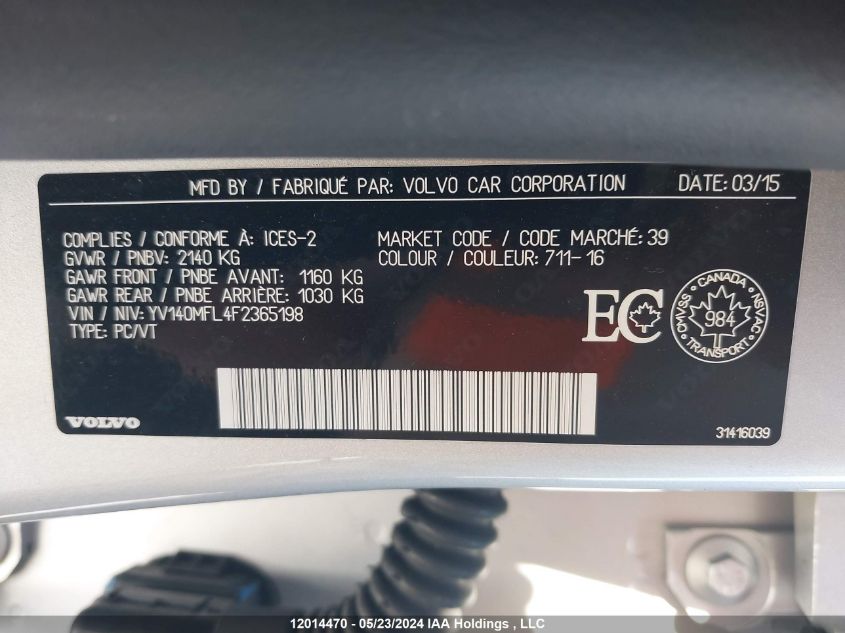 MFD BY / FABRIQUÉ PAR: VOLVO CAR CORPORATION DATE: 03/15
COMPLIES / CONFORME À: ICES-2
GVWR / PNBV: 2140 KG
GAWR FRONT / PNBE AVANT: 1160 KG
GAWR REAR / PNBE ARRIÈRE: 1030 KG
VIN / NIV: YV140MFL4F2365198
TYPE: PC/VT
MARKET CODE / CODE MARCHÉ: 39
COLOUR / COULEUR: 711-16
EC
CANADA
CMVSS
NSVAC
984
TRANSPORT
VOLVO
31416039
12014470 - 05/23/2024 IAA Holdings , LLC